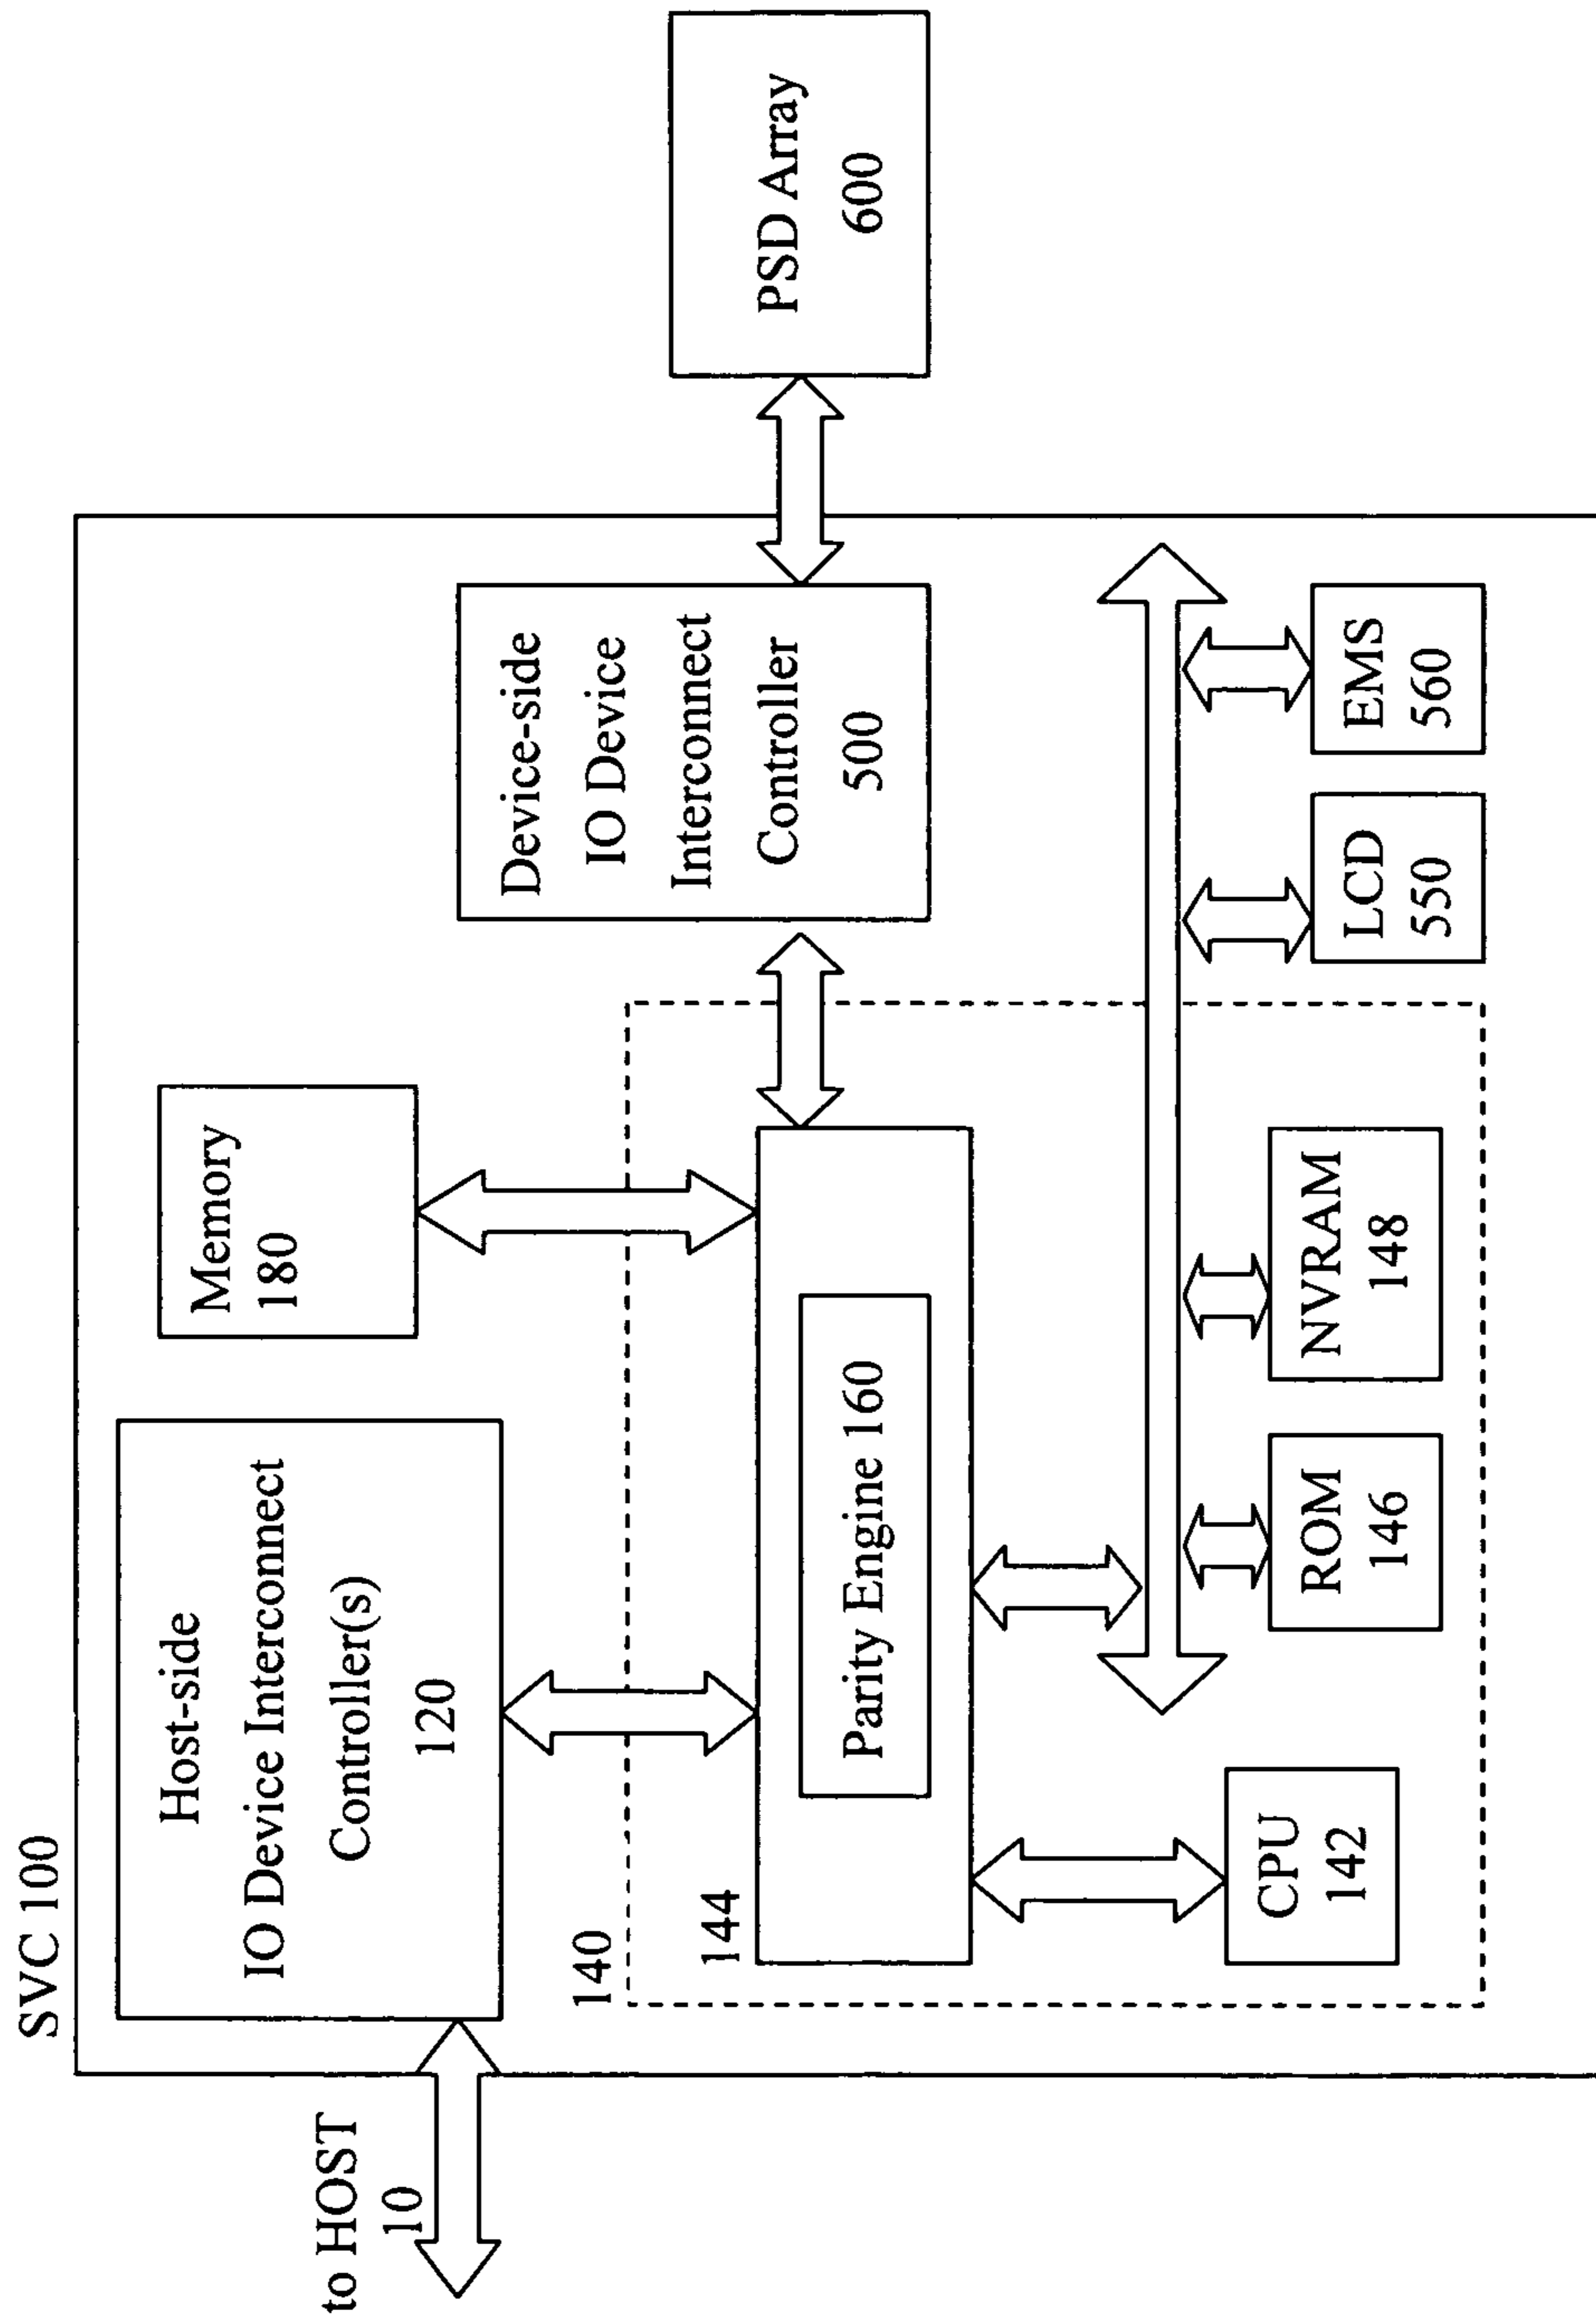 SVC 100
to HOST
10
Host-side
IO Device Interconnect
Controller(s)
120
Memory
180
Device-side
IO Device
Interconnect
Controller
500
PSD Array
600
140
144
Parity Engine 160
CPU
142
ROM
146
NVRAM
148
LCD
550
EMS
560